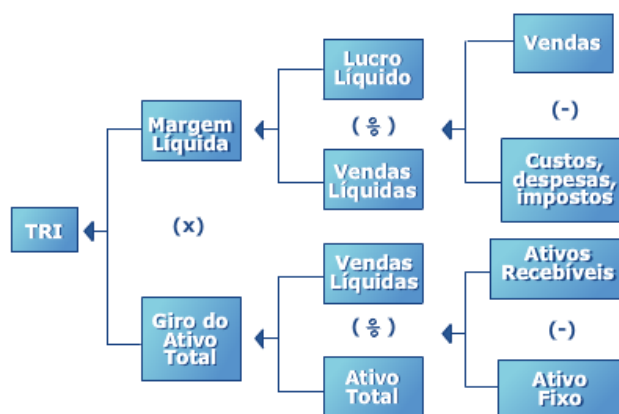 Lucro
Líquido
Vendas
(÷)
(-)
Margem
Líquida
Vendas
Líquidas
Custos,
despesas,
impostos
TRI
(x)
Vendas
Líquidas
Ativos
Recebíveis
Giro do
Ativo
Total
(÷)
(-)
Ativo
Total
Ativo
Fixo